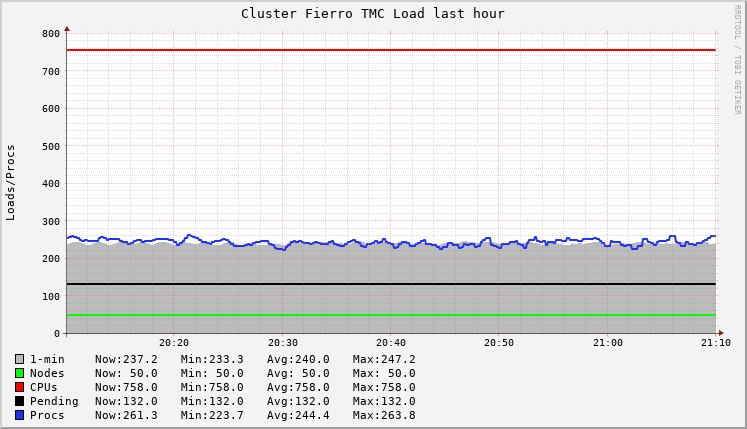 Cluster Fierro TMC Load last hour
RRDTOOL / TOBI OETIKER
Loads/Procs
800
700
600
500
400
300
200
100
0
20:20 20:30 20:40 20:50 21:00 21:10
1-min Now:237.2 Min:233.3 Avg:240.0 Max:247.2
Nodes Now: 50.0 Min: 50.0 Avg: 50.0 Max: 50.0
CPUs Now:758.0 Min:758.0 Avg:758.0 Max:758.0
Pending Now:132.0 Min:132.0 Avg:132.0 Max:132.0
Procs Now:261.3 Min:223.7 Avg:244.4 Max:263.8